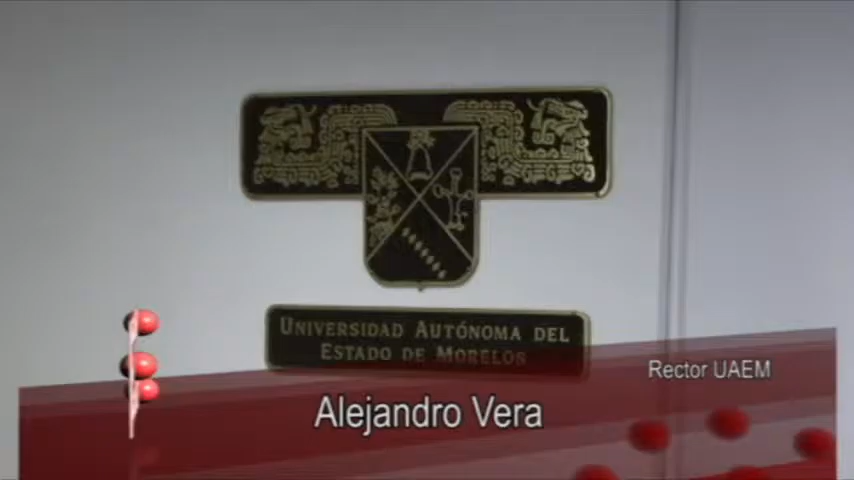 UNIVERSIDAD AUTÓNOMA DEL
ESTADO DE MORELOS
Rector UAEM
Alejandro Vera